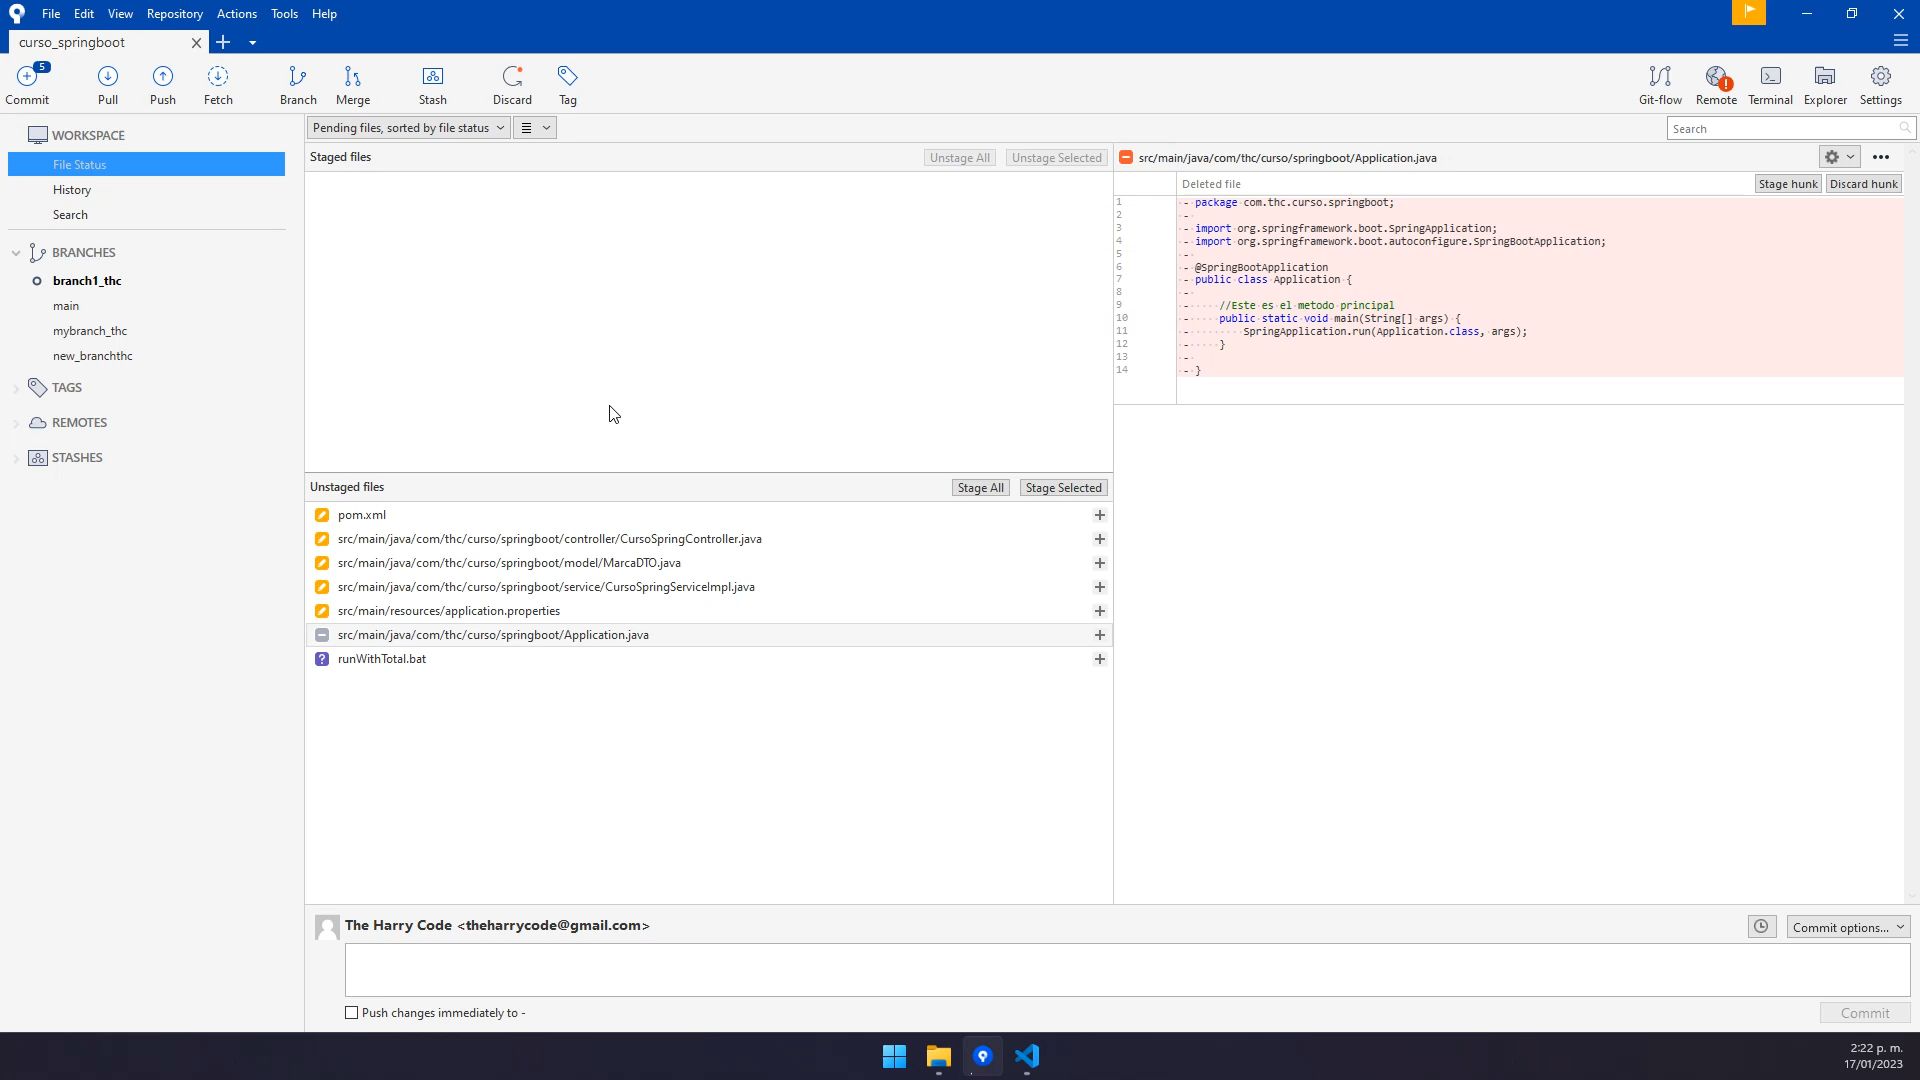 File Edit View Repository Actions Tools Help
curso_springboot
5
Commit Pull Push Fetch Branch Merge Stash Discard Tag Git-flow Remote Terminal Explorer Settings
Pending files, sorted by file status
Search
WORKSPACE
File Status
History
Search
BRANCHES
branch1_thc
main
mybranch_thc
new_branchthc
TAGS
REMOTES
STASHES
Staged files Unstage All Unstage Selected
Unstaged files Stage All Stage Selected
pom.xml
src/main/java/com/thc/curso/springboot/controller/CursoSpringController.java
src/main/java/com/thc/curso/springboot/model/MarcaDTO.java
src/main/java/com/thc/curso/springboot/service/CursoSpringServiceImpl.java
src/main/resources/application.properties
src/main/java/com/thc/curso/springboot/Application.java
runWithTotal.bat
src/main/java/com/thc/curso/springboot/Application.java
Deleted file Stage hunk Discard hunk
1 - package com.thc.curso.springboot;
2 -
3 - import org.springframework.boot.SpringApplication;
4 - import org.springframework.boot.autoconfigure.SpringBootApplication;
5 -
6 - @SpringBootApplication
7 - public class Application {
8 -
9 - //Este es el metodo principal
10 - public static void main(String[] args) {
11 - SpringApplication.run(Application.class, args);
12 - }
13 -
14 - }
The Harry Code <theharrycode@gmail.com>
Commit options...
Push changes immediately to -
Commit
2:22 p. m.
17/01/2023